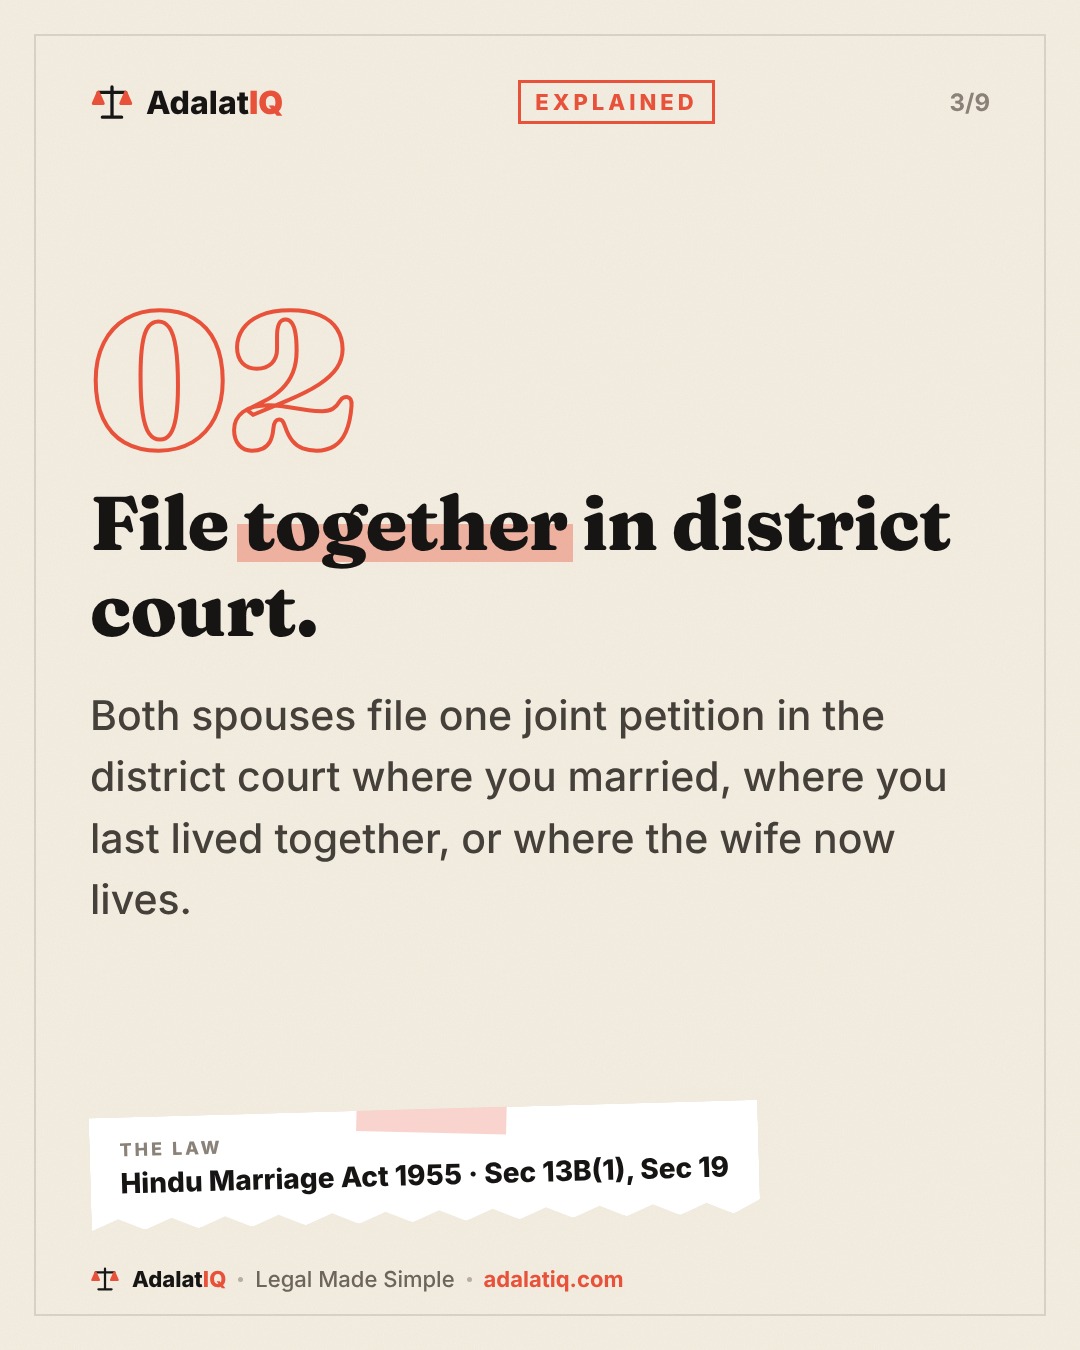 AdalatIQ
EXPLAINED
3/9
02
File together in district
court.
Both spouses file one joint petition in the
district court where you married, where you
last lived together, or where the wife now
lives.
THE LAW
Hindu Marriage Act 1955 · Sec 13B(1), Sec 19
AdalatIQ • Legal Made Simple • adalatiq.com